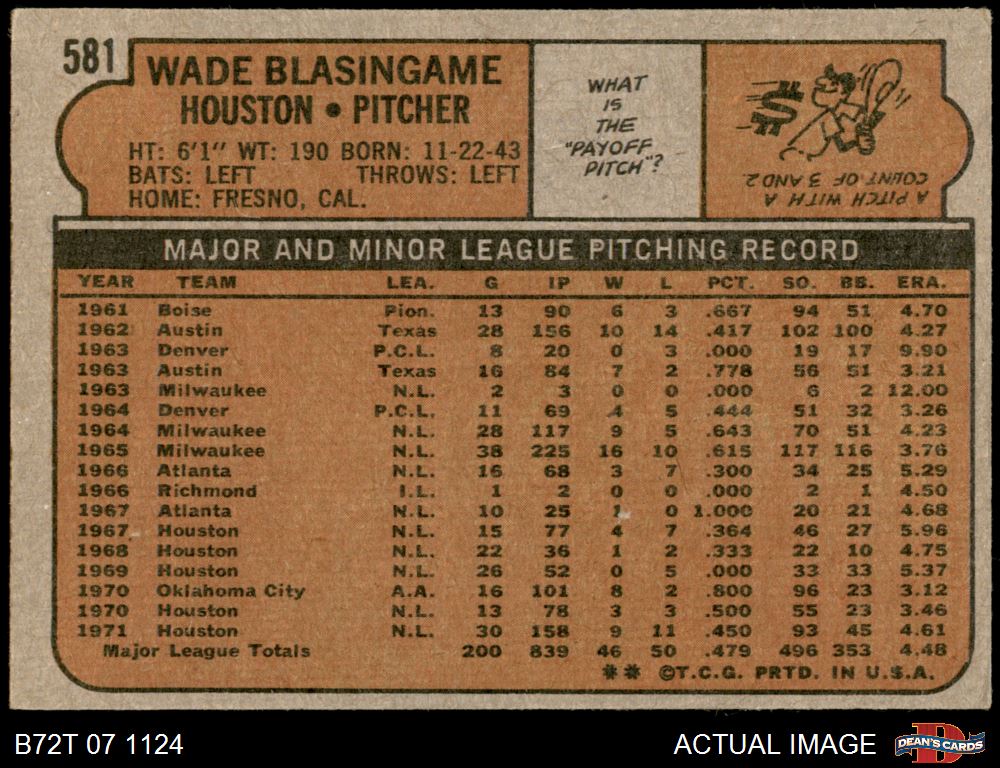 581
WADE BLASINGAME
HOUSTON • PITCHER
HT: 6'1" WT: 190 BORN: 11-22-43
BATS: LEFT THROWS: LEFT
HOME: FRESNO, CAL.
WHAT
IS
THE
"PAYOFF
PITCH"?
A PITCH WITH A
COUNT OF 3 AND 2
MAJOR AND MINOR LEAGUE PITCHING RECORD
YEAR TEAM LEA. G IP W L PCT. SO. BB. ERA.
1961 Boise Pion. 13 90 6 3 .667 94 51 4.70
1962 Austin Texas 28 156 10 14 .417 102 100 4.27
1963 Denver P.C.L. 8 20 0 3 .000 19 17 9.90
1963 Austin Texas 16 84 7 2 .778 56 51 3.21
1963 Milwaukee N.L. 2 3 0 0 .000 6 2 12.00
1964 Denver P.C.L. 11 69 4 5 .444 51 32 3.26
1964 Milwaukee N.L. 28 117 9 5 .643 70 51 4.23
1965 Milwaukee N.L. 38 225 16 10 .615 117 116 3.76
1966 Atlanta N.L. 16 68 3 7 .300 34 25 5.29
1966 Richmond I.L. 1 2 0 0 .000 2 1 4.50
1967 Atlanta N.L. 10 25 1 0 1.000 20 21 4.68
1967 Houston N.L. 15 77 4 7 .364 46 27 5.96
1968 Houston N.L. 22 36 1 2 .333 22 10 4.75
1969 Houston N.L. 26 52 0 5 .000 33 33 5.37
1970 Oklahoma City A.A. 16 101 8 2 .800 96 23 3.12
1970 Houston N.L. 13 78 3 3 .500 55 23 3.46
1971 Houston N.L. 30 158 9 11 .450 93 45 4.61
Major League Totals 200 839 46 50 .479 496 353 4.48
** ©T.C.G. PRTD. IN U.S.A.
B72T 07 1124
ACTUAL IMAGE
D
DEAN'S CARDS